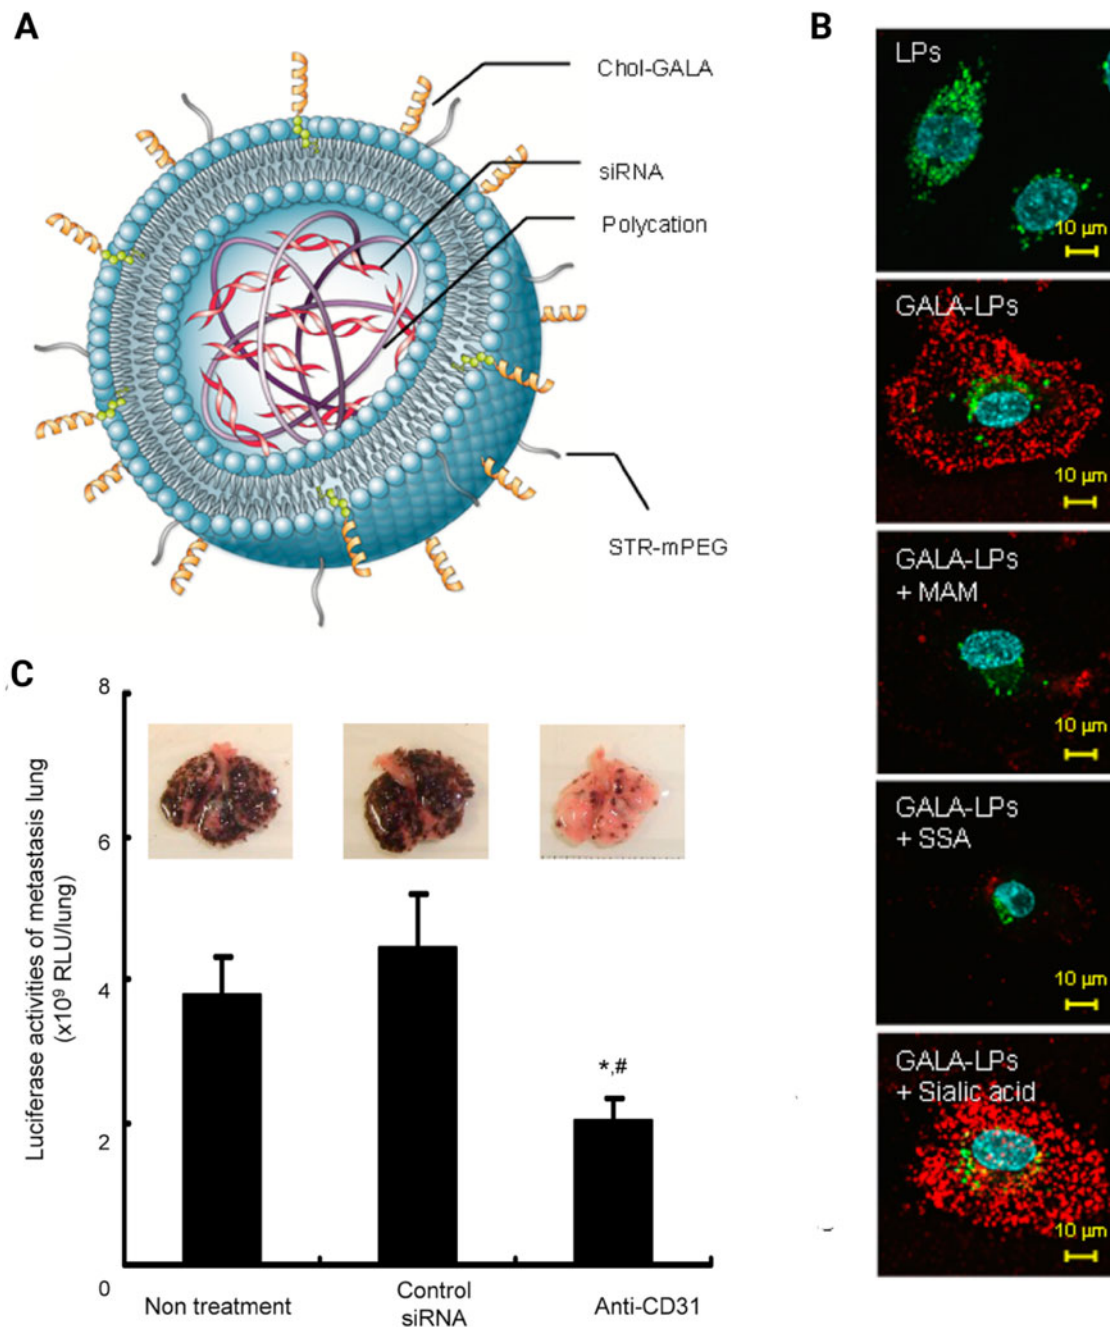 A
Chol-GALA
siRNA
Polycation
STR-mPEG
B
LPs
10 µm
GALA-LPs
10 µm
GALA-LPs
+ MAM
10 µm
GALA-LPs
+ SSA
10 µm
GALA-LPs
+ Sialic acid
10 µm
C
Luciferase activities of metastasis lung
(x10⁹ RLU/lung)
8
6
4
2
0
*,#
Non treatment
Control
siRNA
Anti-CD31